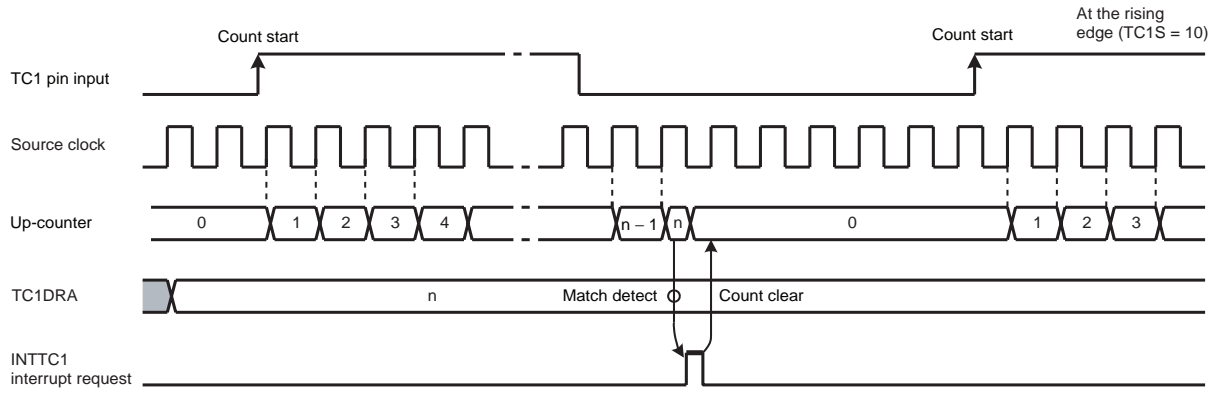 At the rising
edge (TC1S = 10)
Count start
Count start
TC1 pin input
Source clock
Up-counter
0
1
2
3
4
n – 1
n
0
1
2
3
TC1DRA
n
Match detect
Count clear
INTTC1
interrupt request